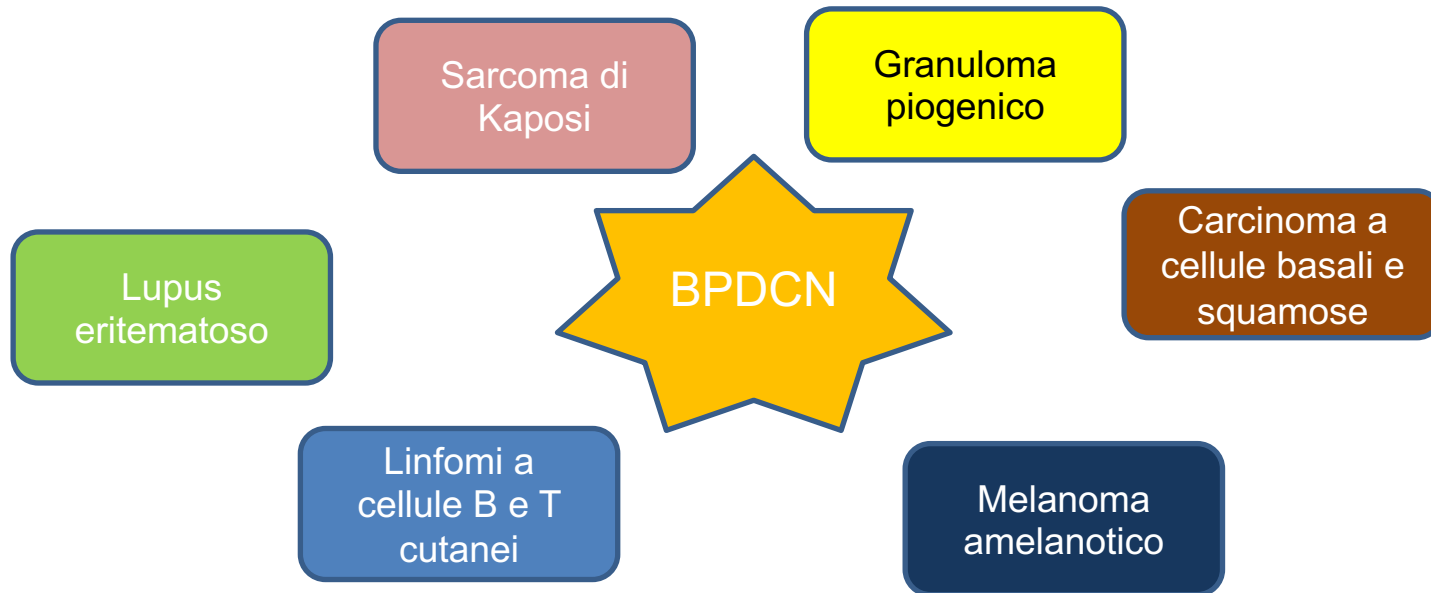 Sarcoma di
Kaposi
Granuloma
piogenico
Carcinoma a
cellule basali e
squamose
Lupus
eritematoso
BPDCN
Linfomi a
cellule B e T
cutanei
Melanoma
amelanotico